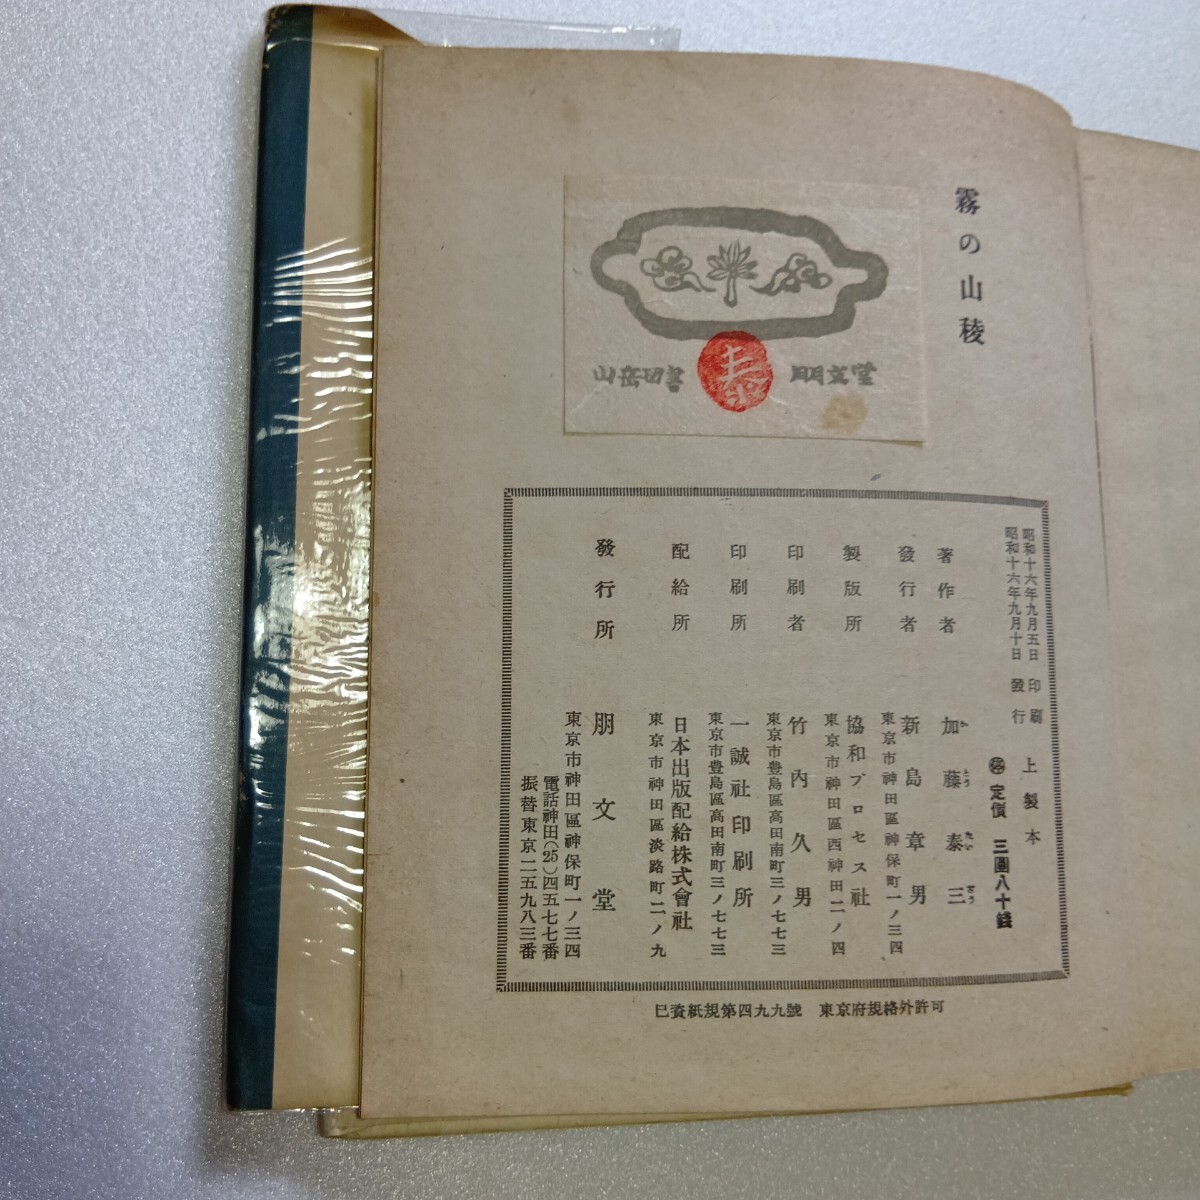 霧の山稜
山岳図書
泰
朋文堂
昭和十六年九月五日 印刷
昭和十六年九月十日 發行
上製本
定價 三圓八十錢
著作者 加藤泰三
發行者 新島章男
東京市神田區神保町一ノ三四
製版所 協和プロセス社
東京市神田區西神田二ノ四
印刷者 竹內久男
東京市豊島區高田南町三ノ七七三
印刷所 一誠社印刷所
東京市豊島區高田南町三ノ七七三
配給所 日本出版配給株式會社
東京市神田區淡路町二ノ九
發行所 朋文堂
東京市神田區神保町一ノ三四
電話神田(25)四五七七番
振替東京二五九八三番
巳資紙規第四九九號 東京府規格外許可